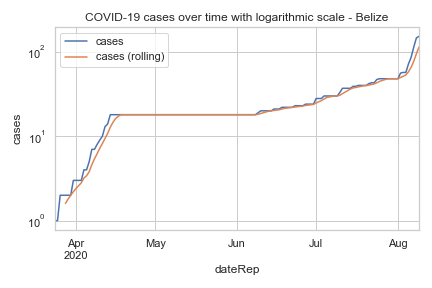 COVID-19 cases over time with logarithmic scale - Belize
cases
cases (rolling)
10²
10¹
10⁰
cases
Apr
2020
May
Jun
Jul
Aug
dateRep